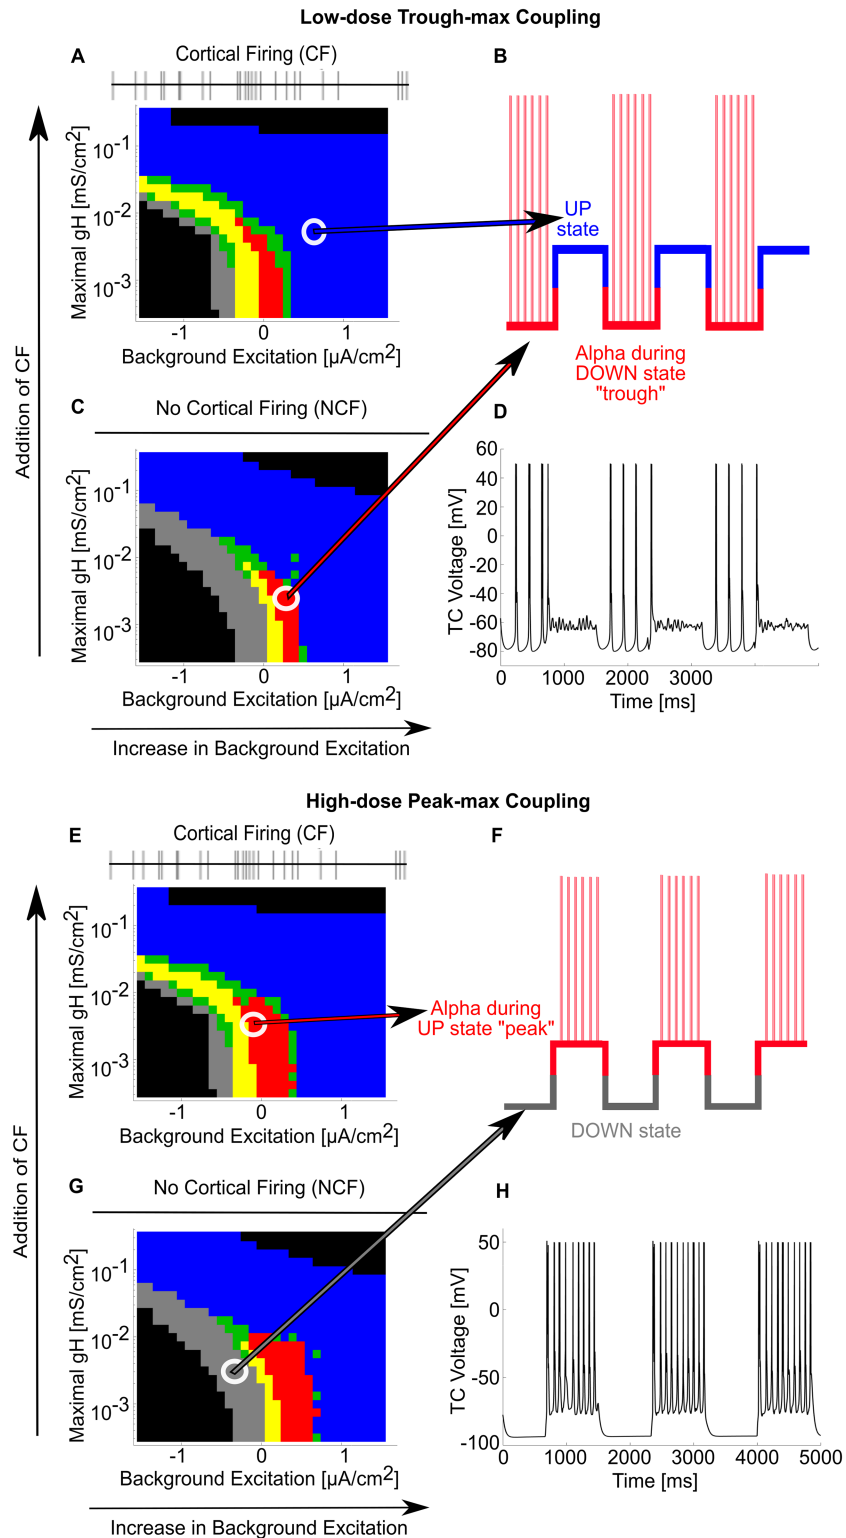 Low-dose Trough-max Coupling
A
Cortical Firing (CF)
B
Maximal gH [mS/cm2]
10-1
10-2
10-3
-1 0 1
Background Excitation [µA/cm2]
UP
state
Alpha during
DOWN state
"trough"
Addition of CF
C
No Cortical Firing (NCF)
D
Maximal gH [mS/cm2]
10-1
10-2
10-3
-1 0 1
Background Excitation [µA/cm2]
Increase in Background Excitation
TC Voltage [mV]
60
40
20
0
-20
-40
-60
-80
0 1000 2000 3000
Time [ms]
High-dose Peak-max Coupling
E
Cortical Firing (CF)
F
Maximal gH [mS/cm2]
10-1
10-2
10-3
-1 0 1
Background Excitation [µA/cm2]
Alpha during
UP state "peak"
DOWN state
Addition of CF
G
No Cortical Firing (NCF)
H
Maximal gH [mS/cm2]
10-1
10-2
10-3
-1 0 1
Background Excitation [µA/cm2]
Increase in Background Excitation
TC Voltage [mV]
50
0
-50
-100
0 1000 2000 3000 4000 5000
Time [ms]